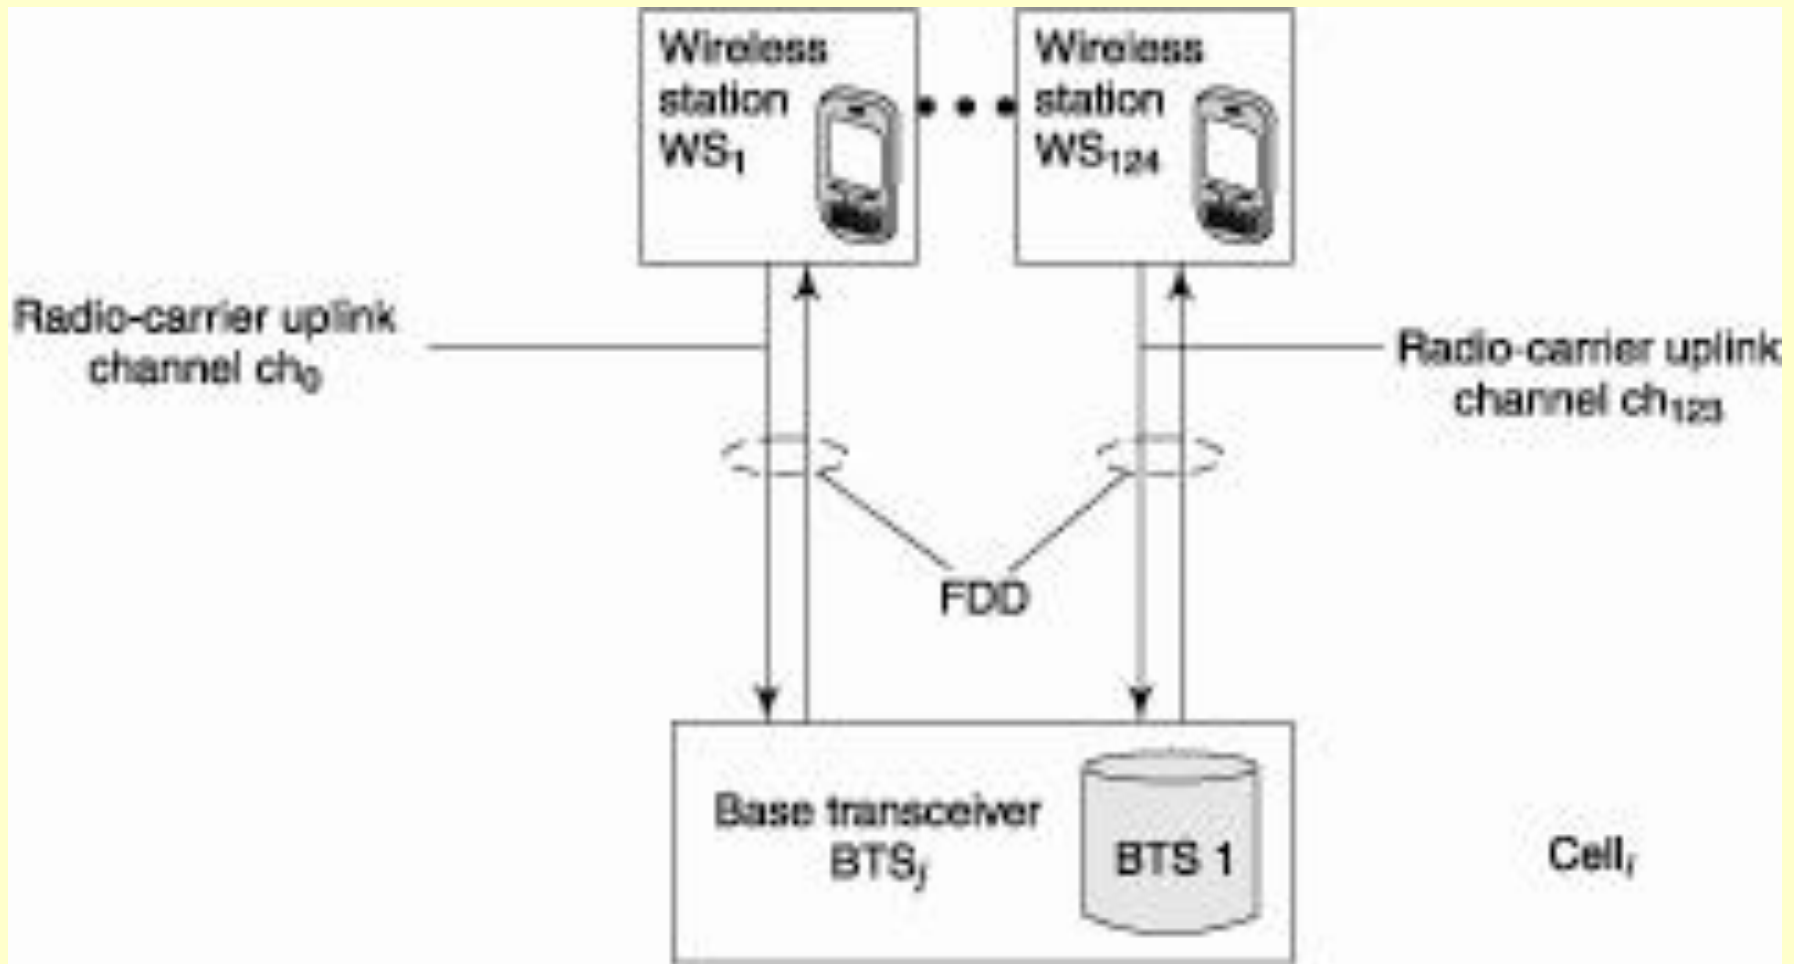 Wireless
station
WS₁
Wireless
station
WS₁₂₄
Radio-carrier uplink
channel ch₀
Radio-carrier uplink
channel ch₁₂₃
FDD
Base transceiver
BTSⱼ
BTS 1
Cellᵢ